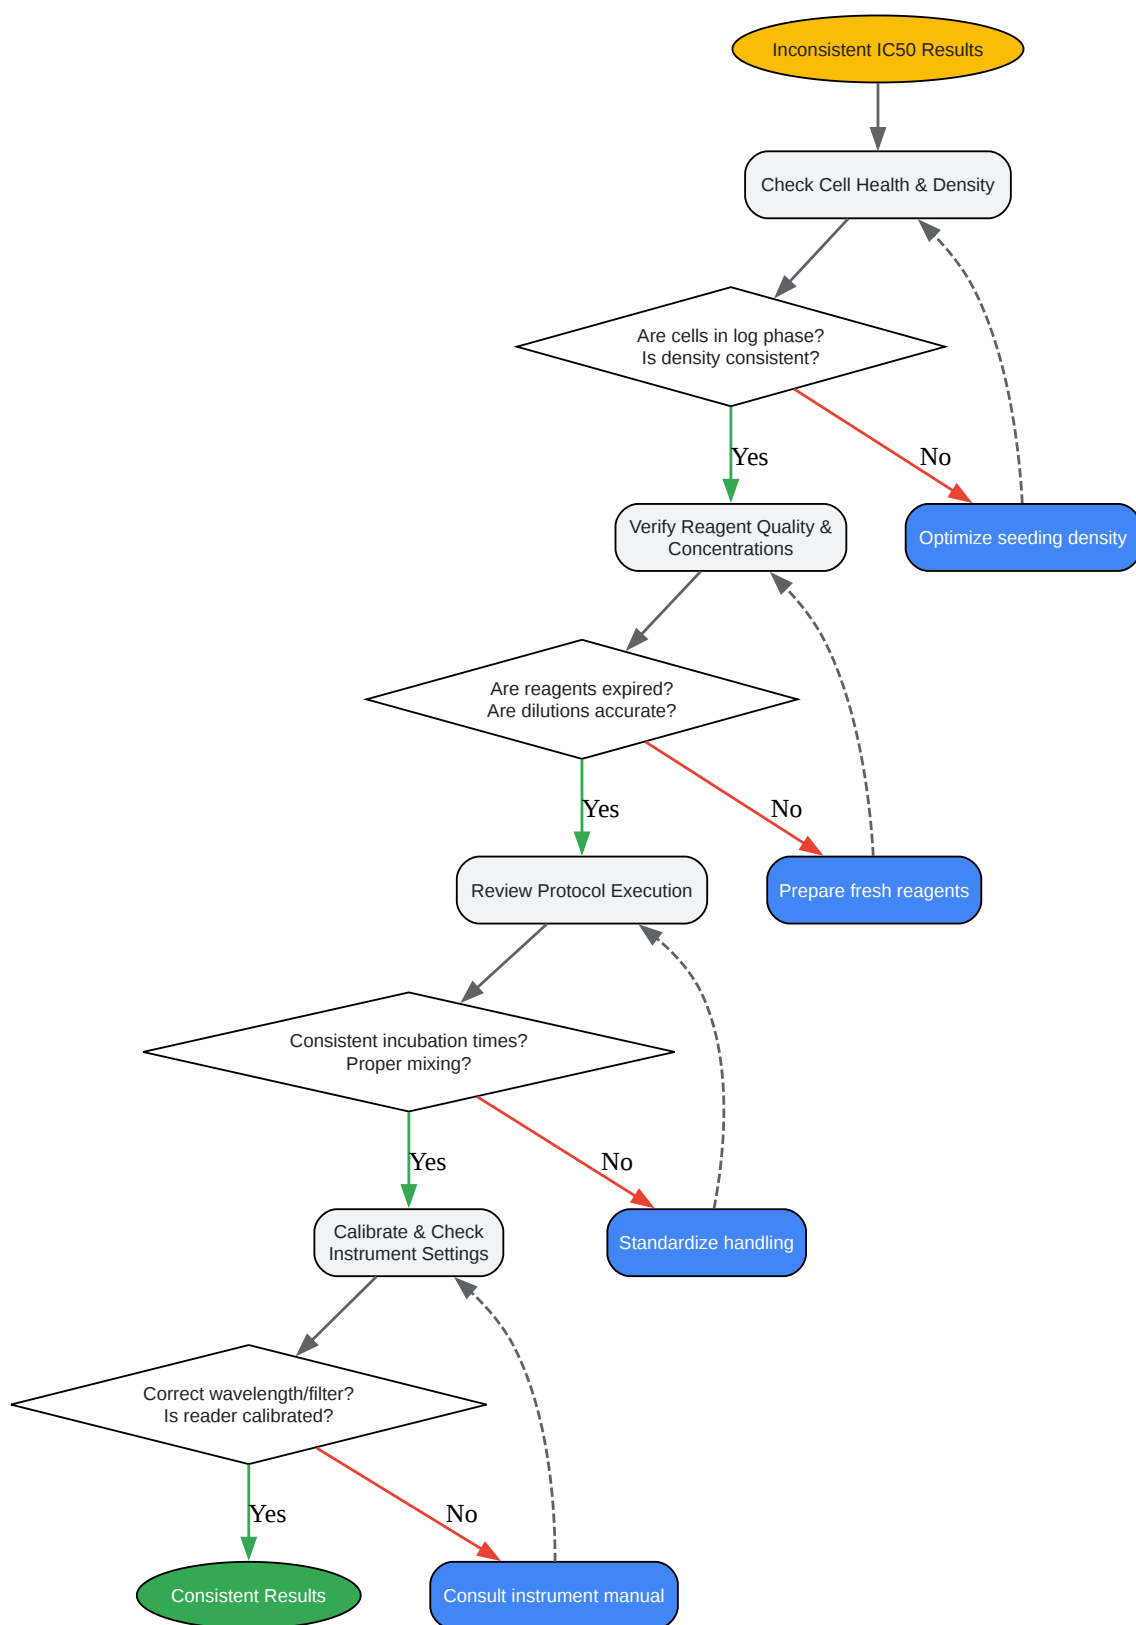 Inconsistent IC50 Results
Check Cell Health & Density
Are cells in log phase?
Is density consistent?
Yes
No
Verify Reagent Quality &
Concentrations
Optimize seeding density
Are reagents expired?
Are dilutions accurate?
Yes
No
Review Protocol Execution
Prepare fresh reagents
Consistent incubation times?
Proper mixing?
Yes
No
Calibrate & Check
Instrument Settings
Standardize handling
Correct wavelength/filter?
Is reader calibrated?
Yes
No
Consistent Results
Consult instrument manual